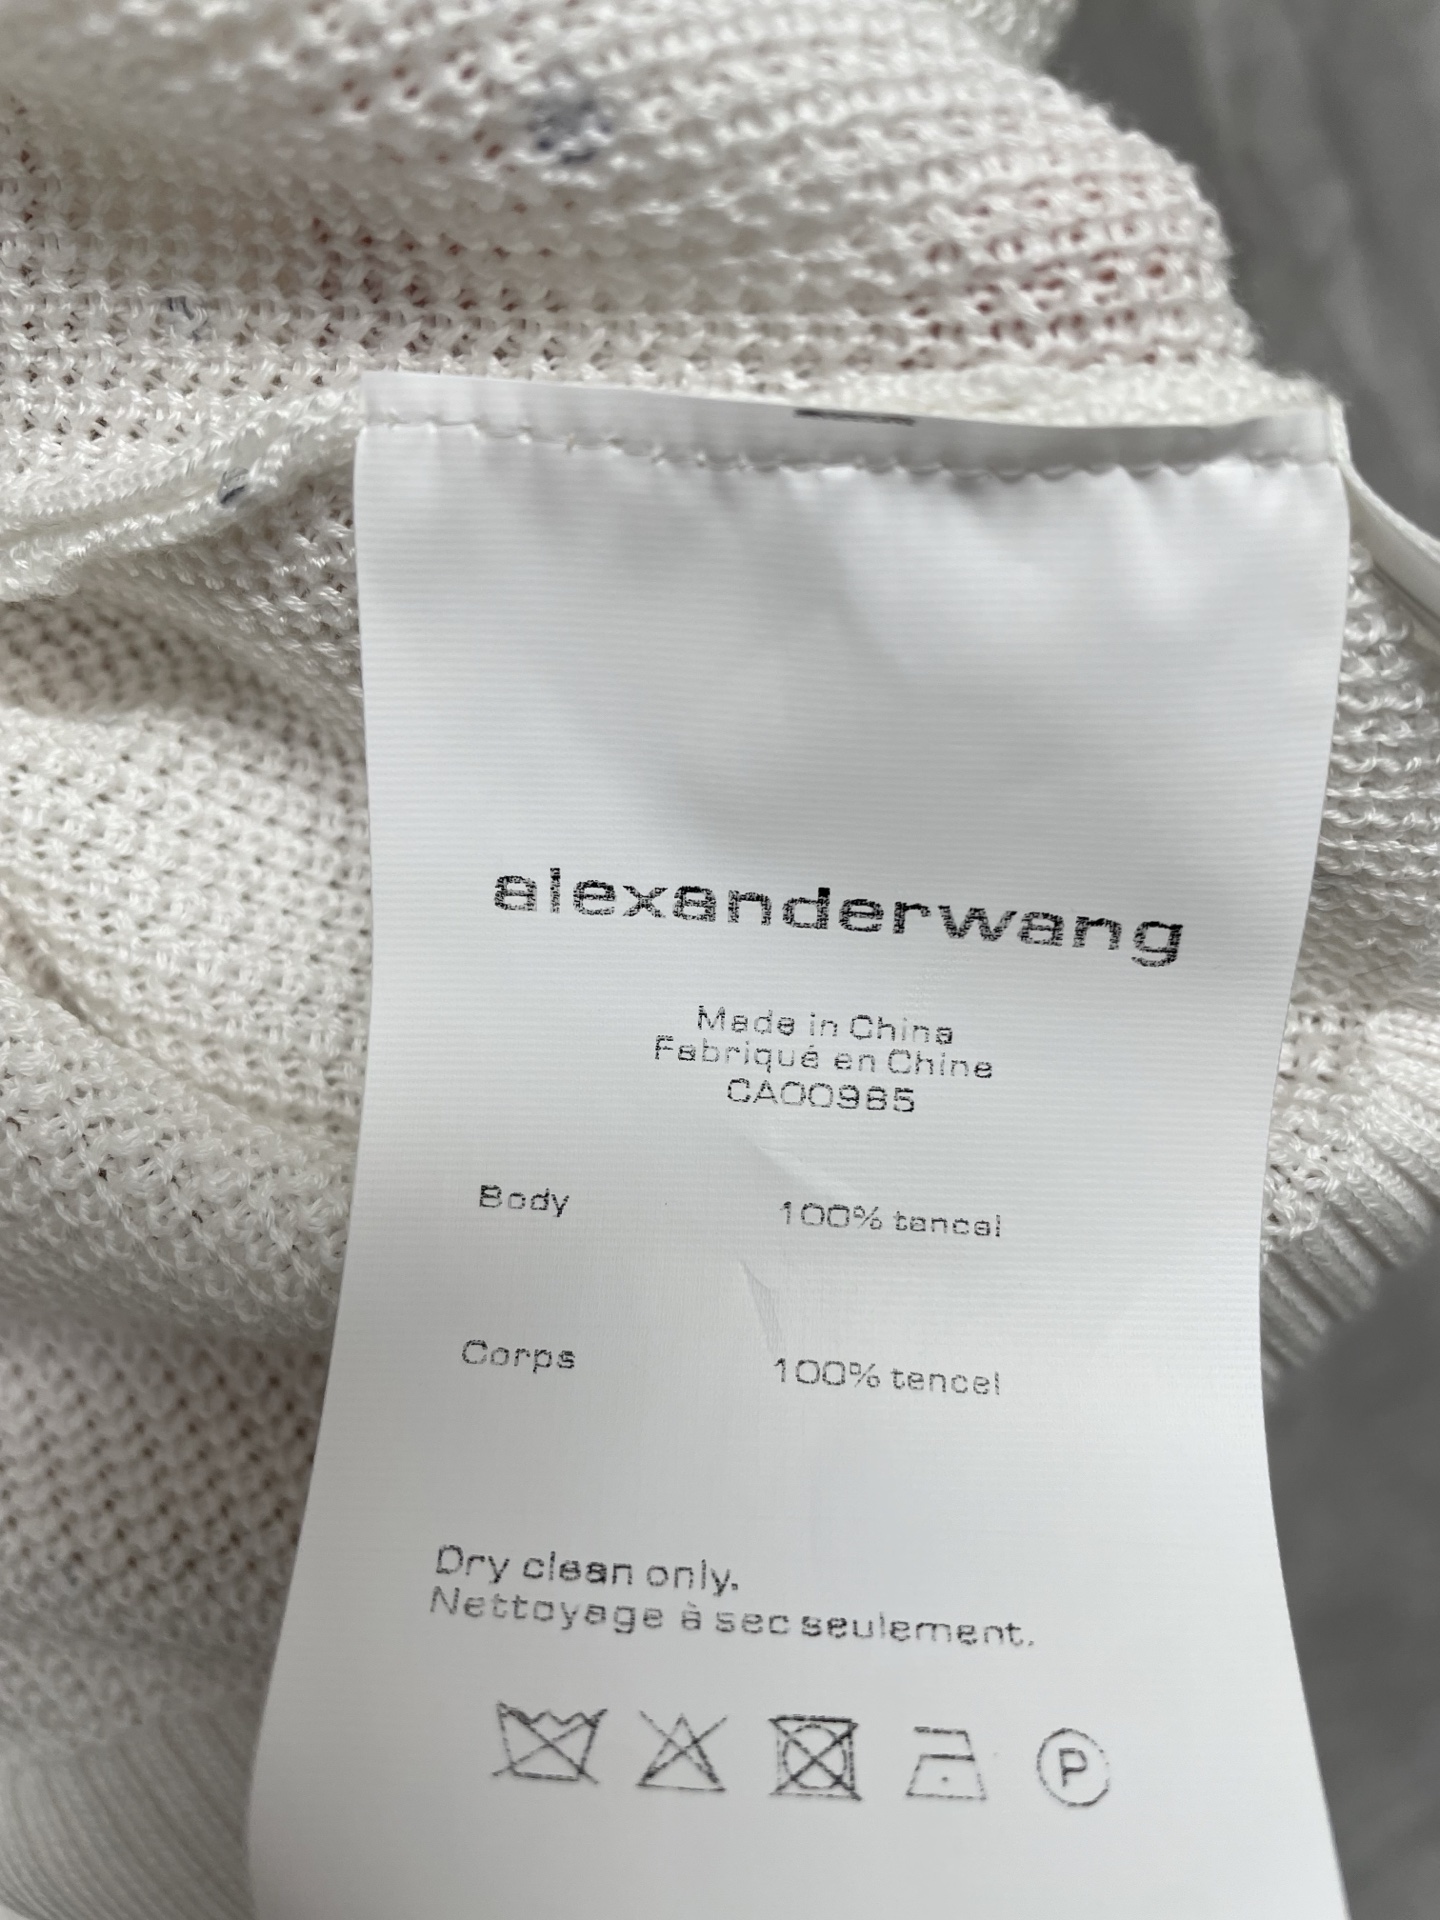 alexanderwang
Made in China
Fabriqué en Chine
CA00985
Body 100% tencel
Corps 100% tencel
Dry clean only.
Nettoyage à sec seulement.
P